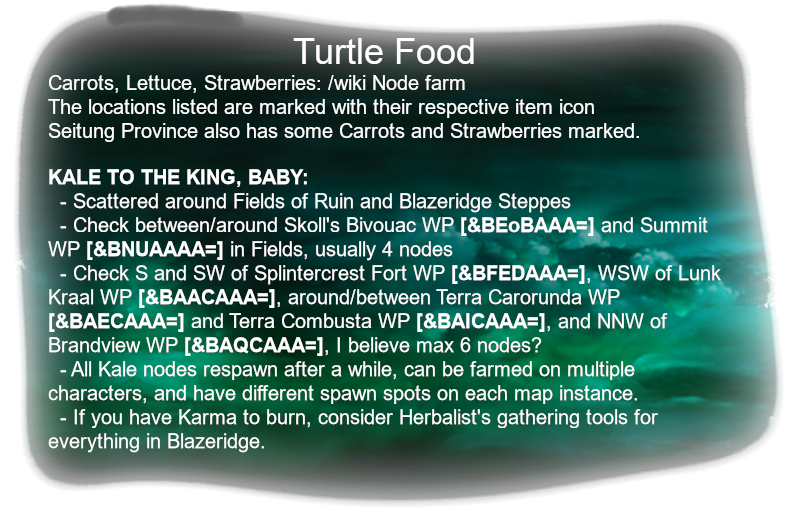 Turtle Food
Carrots, Lettuce, Strawberries: /wiki Node farm
The locations listed are marked with their respective item icon
Seitung Province also has some Carrots and Strawberries marked.
KALE TO THE KING, BABY:
- Scattered around Fields of Ruin and Blazeridge Steppes
- Check between/around Skoll's Bivouac WP [&BEoBAAA=] and Summit
WP [&BNUAAAA=] in Fields, usually 4 nodes
- Check S and SW of Splintercrest Fort WP [&BFEDAAA=], WSW of Lunk
Kraal WP [&BAACAAA=], around/between Terra Carorunda WP
[&BAECAAA=] and Terra Combusta WP [&BAICAAA=], and NNW of
Brandview WP [&BAQCAAA=], I believe max 6 nodes?
- All Kale nodes respawn after a while, can be farmed on multiple
characters, and have different spawn spots on each map instance.
- If you have Karma to burn, consider Herbalist's gathering tools for
everything in Blazeridge.